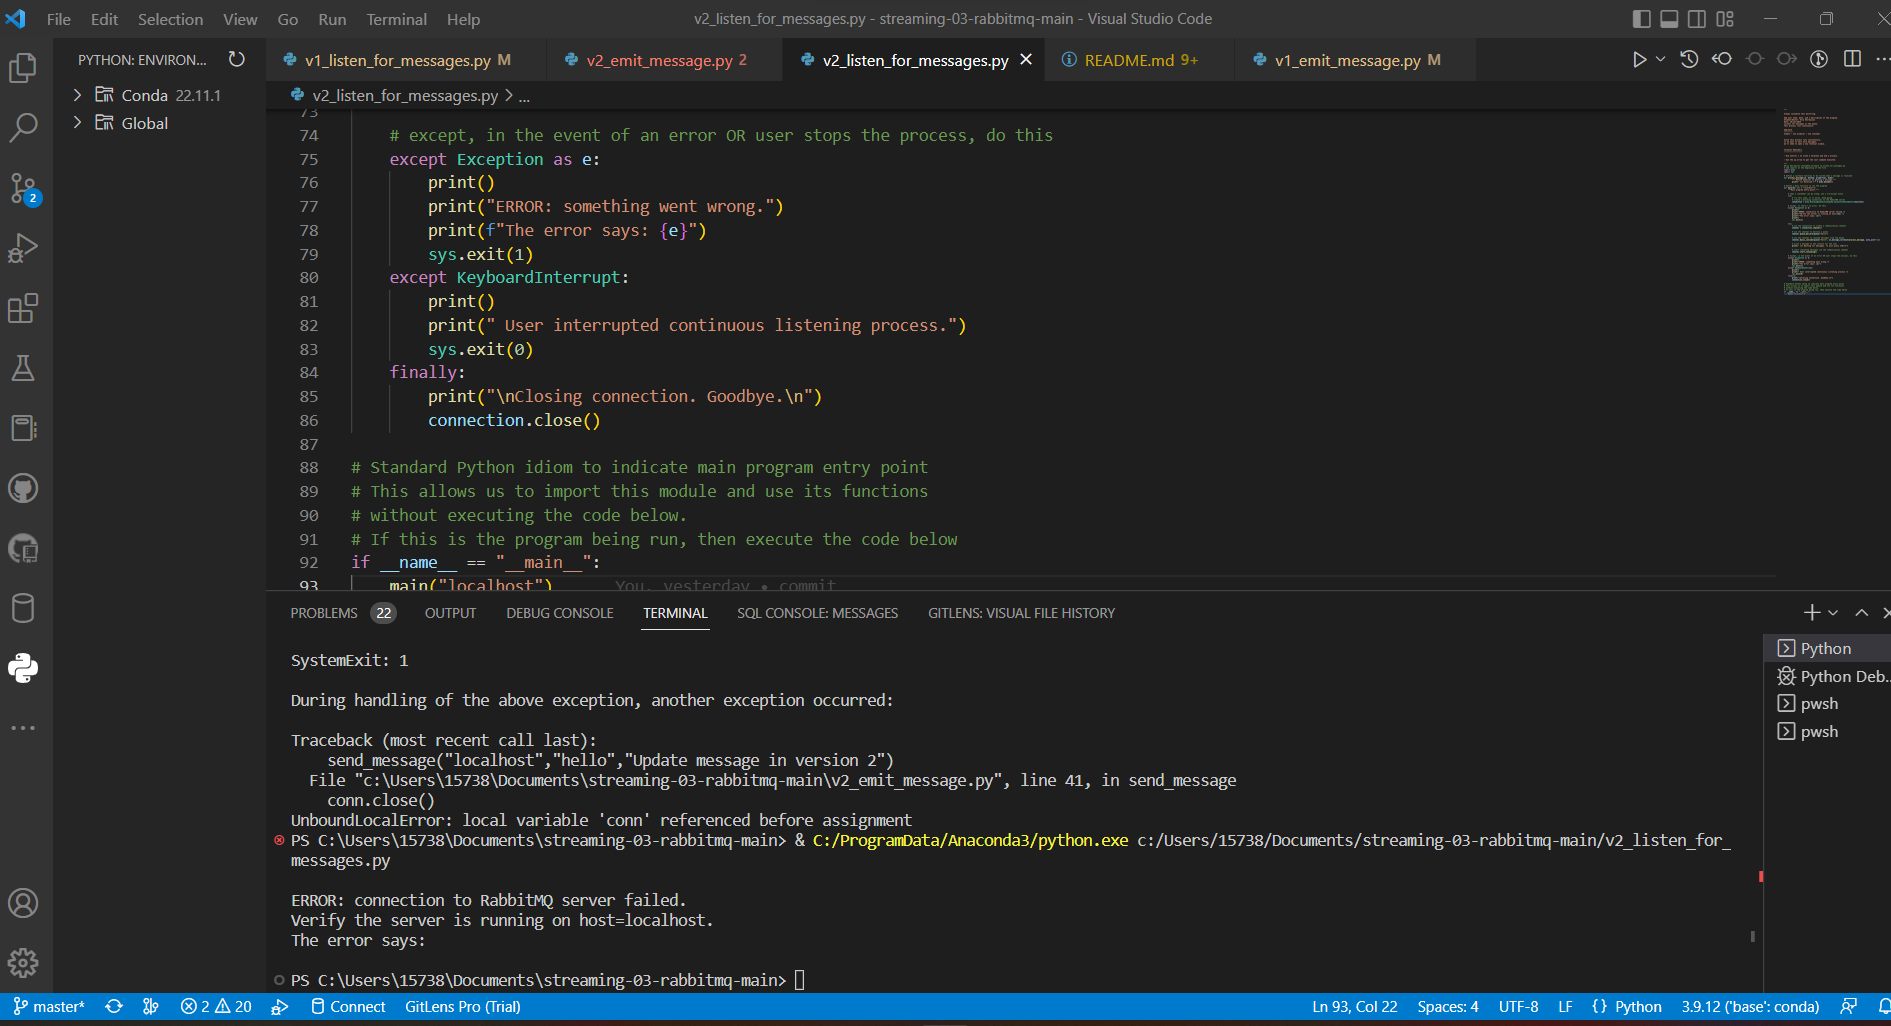 File Edit Selection View Go Run Terminal Help
v2_listen_for_messages.py - streaming-03-rabbitmq-main - Visual Studio Code
PYTHON: ENVIRON...
v1_listen_for_messages.py M
v2_emit_message.py 2
v2_listen_for_messages.py
README.md 9+
v1_emit_message.py M
Conda 22.11.1
Global
2
v2_listen_for_messages.py > ...
73
74 # except, in the event of an error OR user stops the process, do this
75 except Exception as e:
76 print()
77 print("ERROR: something went wrong.")
78 print(f"The error says: {e}")
79 sys.exit(1)
80 except KeyboardInterrupt:
81 print()
82 print(" User interrupted continuous listening process.")
83 sys.exit(0)
84 finally:
85 print("\nClosing connection. Goodbye.\n")
86 connection.close()
87
88 # Standard Python idiom to indicate main program entry point
89 # This allows us to import this module and use its functions
90 # without executing the code below.
91 # If this is the program being run, then execute the code below
92 if __name__ == "__main__":
93 main("localhost") You, yesterday • commit
PROBLEMS 22 OUTPUT DEBUG CONSOLE TERMINAL SQL CONSOLE: MESSAGES GITLENS: VISUAL FILE HISTORY
SystemExit: 1
During handling of the above exception, another exception occurred:
Traceback (most recent call last):
send_message("localhost","hello","Update message in version 2")
File "c:\Users\15738\Documents\streaming-03-rabbitmq-main\v2_emit_message.py", line 41, in send_message
conn.close()
UnboundLocalError: local variable 'conn' referenced before assignment
PS C:\Users\15738\Documents\streaming-03-rabbitmq-main> & C:/ProgramData/Anaconda3/python.exe c:/Users/15738/Documents/streaming-03-rabbitmq-main/v2_listen_for_
messages.py
ERROR: connection to RabbitMQ server failed.
Verify the server is running on host=localhost.
The error says:
PS C:\Users\15738\Documents\streaming-03-rabbitmq-main>
Python
Python Deb...
pwsh
pwsh
master* 2 20 Connect GitLens Pro (Trial)
Ln 93, Col 22 Spaces: 4 UTF-8 LF {} Python 3.9.12 ('base': conda)